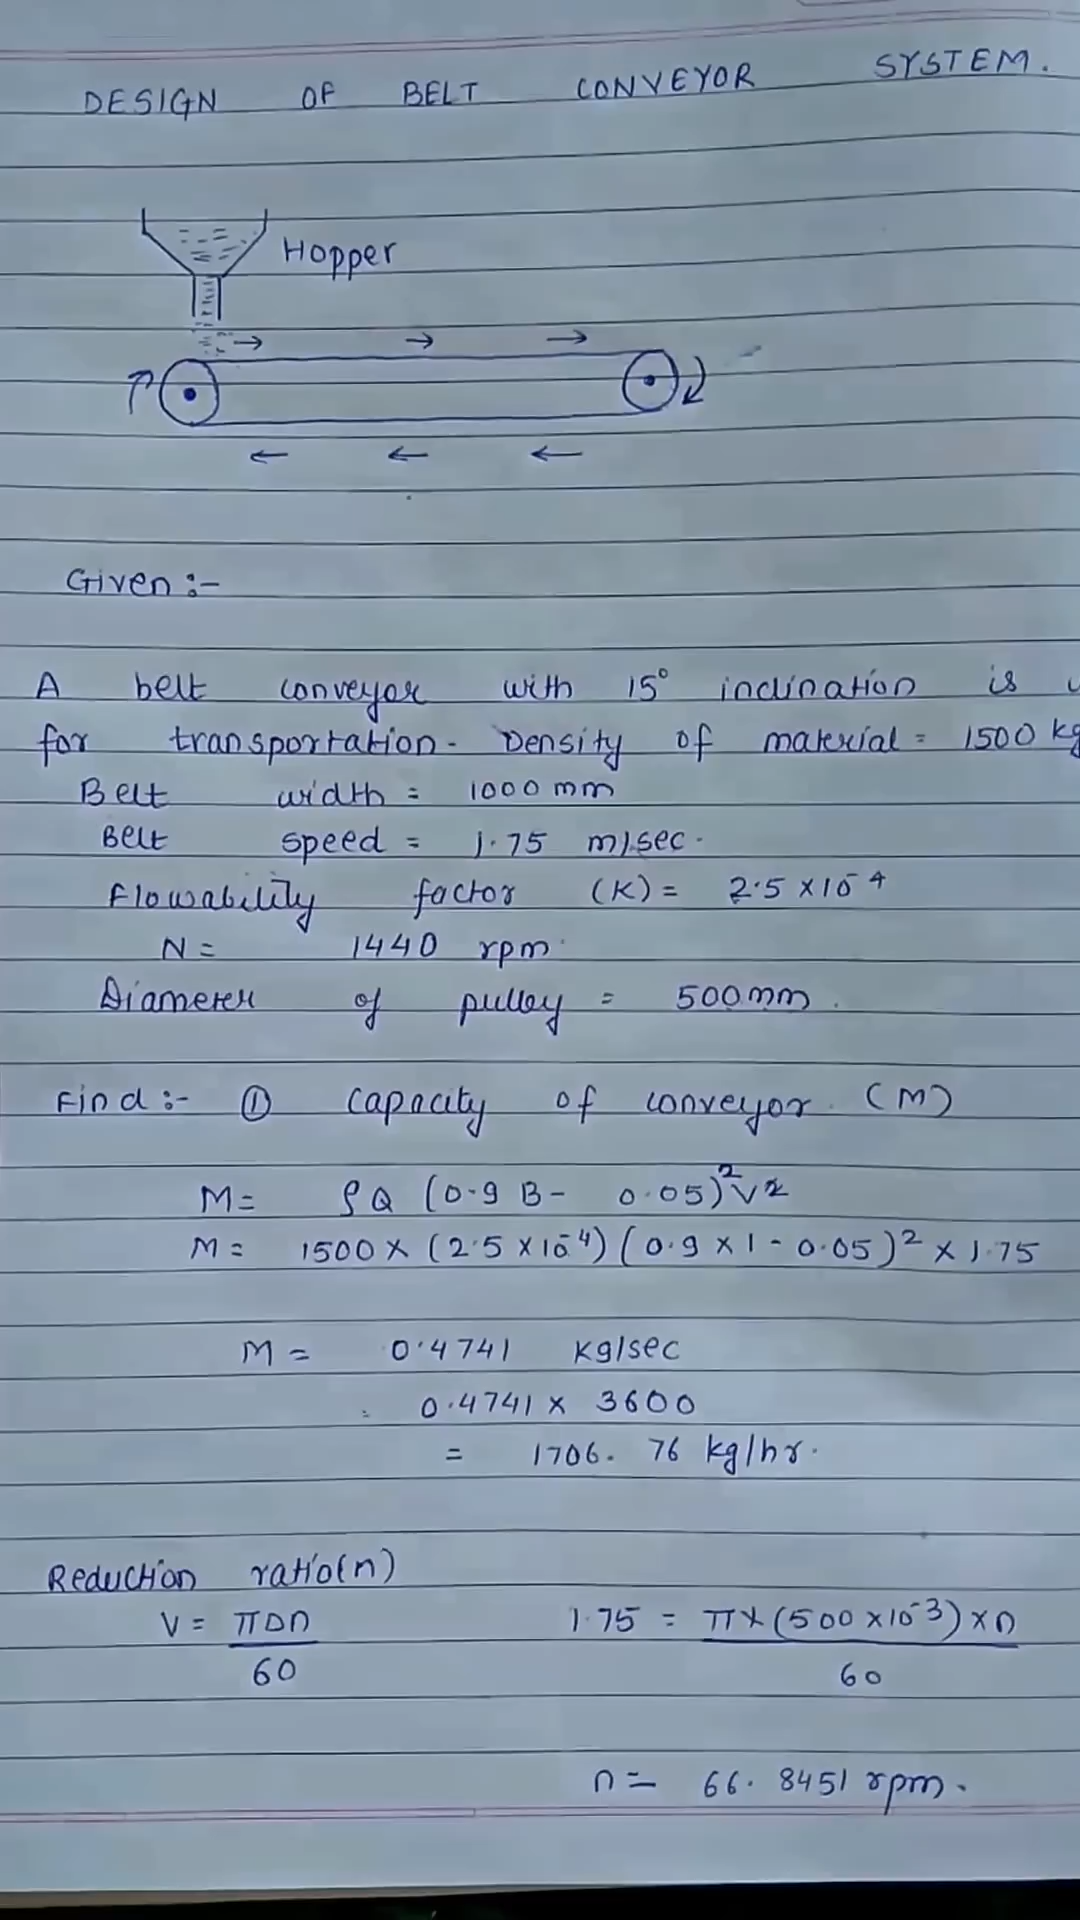 DESIGN OF BELT CONVEYOR SYSTEM.
Hopper
Given :-
A belt conveyor with 15° inclination is
for transportation. Density of material = 1500 kg
Belt width = 1000 mm
Belt speed = 1.75 m/sec.
Flowability factor (K) = 2.5 × 10⁻⁴
N = 1440 rpm.
Diameter of pulley = 500mm.
Find :- ① capacity of conveyor. (M)
M = ρQ (0.9 B - 0.05)²V
M = 1500 × (2.5 × 10⁻⁴) (0.9 × 1 - 0.05)² × 1.75
M = 0.4741 kg/sec
= 0.4741 × 3600
= 1706.76 kg/hr.
Reduction ratio(n)
V = πDn/60 1.75 = π × (500 × 10⁻³) × n/60
n = 66.8451 rpm.